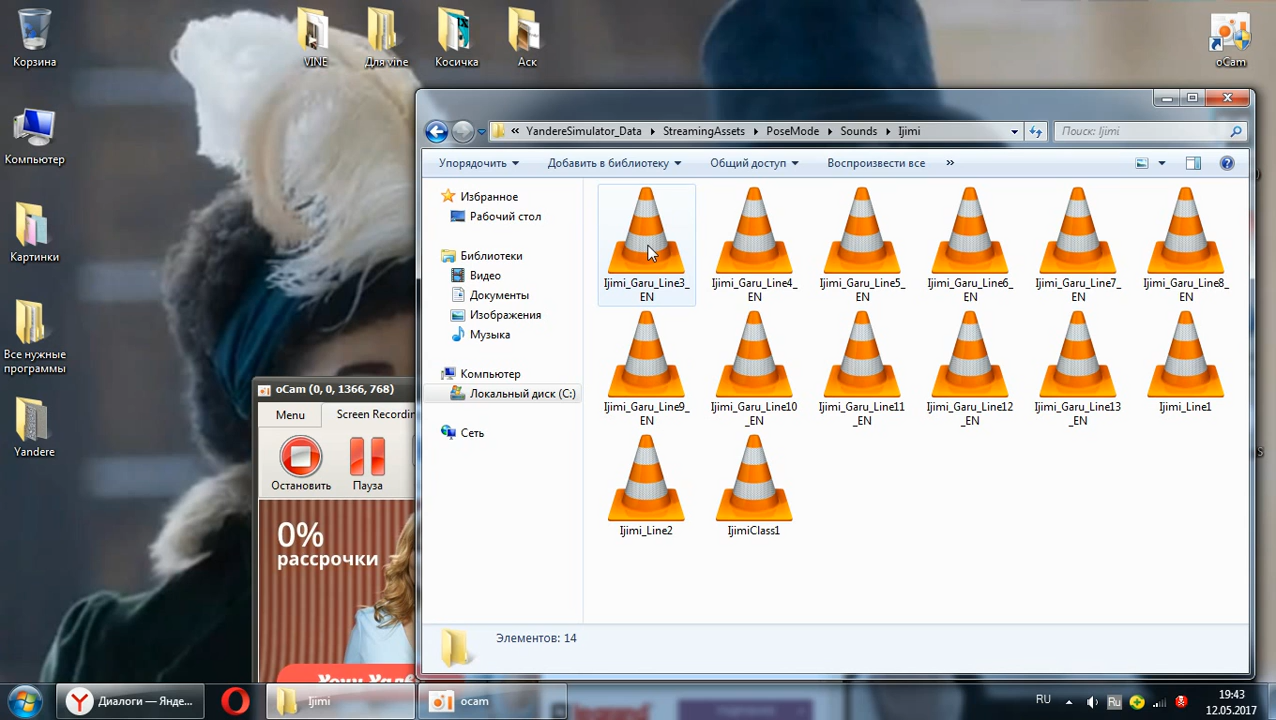 Корзина
VINE
Для vine
Косичка
Аск
oCam
Компьютер
Картинки
Все нужные
программы
Yandere
« YandereSimulator_Data ▸ StreamingAssets ▸ PoseMode ▸ Sounds ▸ Ijimi
Поиск: Ijimi
Упорядочить
Добавить в библиотеку
Общий доступ
Воспроизвести все
»
Избранное
Рабочий стол
Библиотеки
Видео
Документы
Изображения
Музыка
Компьютер
Локальный диск (C:)
Сеть
Ijimi_Garu_Line3_
EN
Ijimi_Garu_Line4_
EN
Ijimi_Garu_Line5_
EN
Ijimi_Garu_Line6_
EN
Ijimi_Garu_Line7_
EN
Ijimi_Garu_Line8_
EN
Ijimi_Garu_Line9_
EN
Ijimi_Garu_Line10
_EN
Ijimi_Garu_Line11
_EN
Ijimi_Garu_Line12
_EN
Ijimi_Garu_Line13
_EN
Ijimi_Line1
Ijimi_Line2
IjimiClass1
Элементов: 14
oCam (0, 0, 1366, 768)
Menu
Screen Recordin
Остановить
Пауза
0%
рассрочки
Диалоги — Янде...
Ijimi
ocam
RU
Ru
19:43
12.05.2017